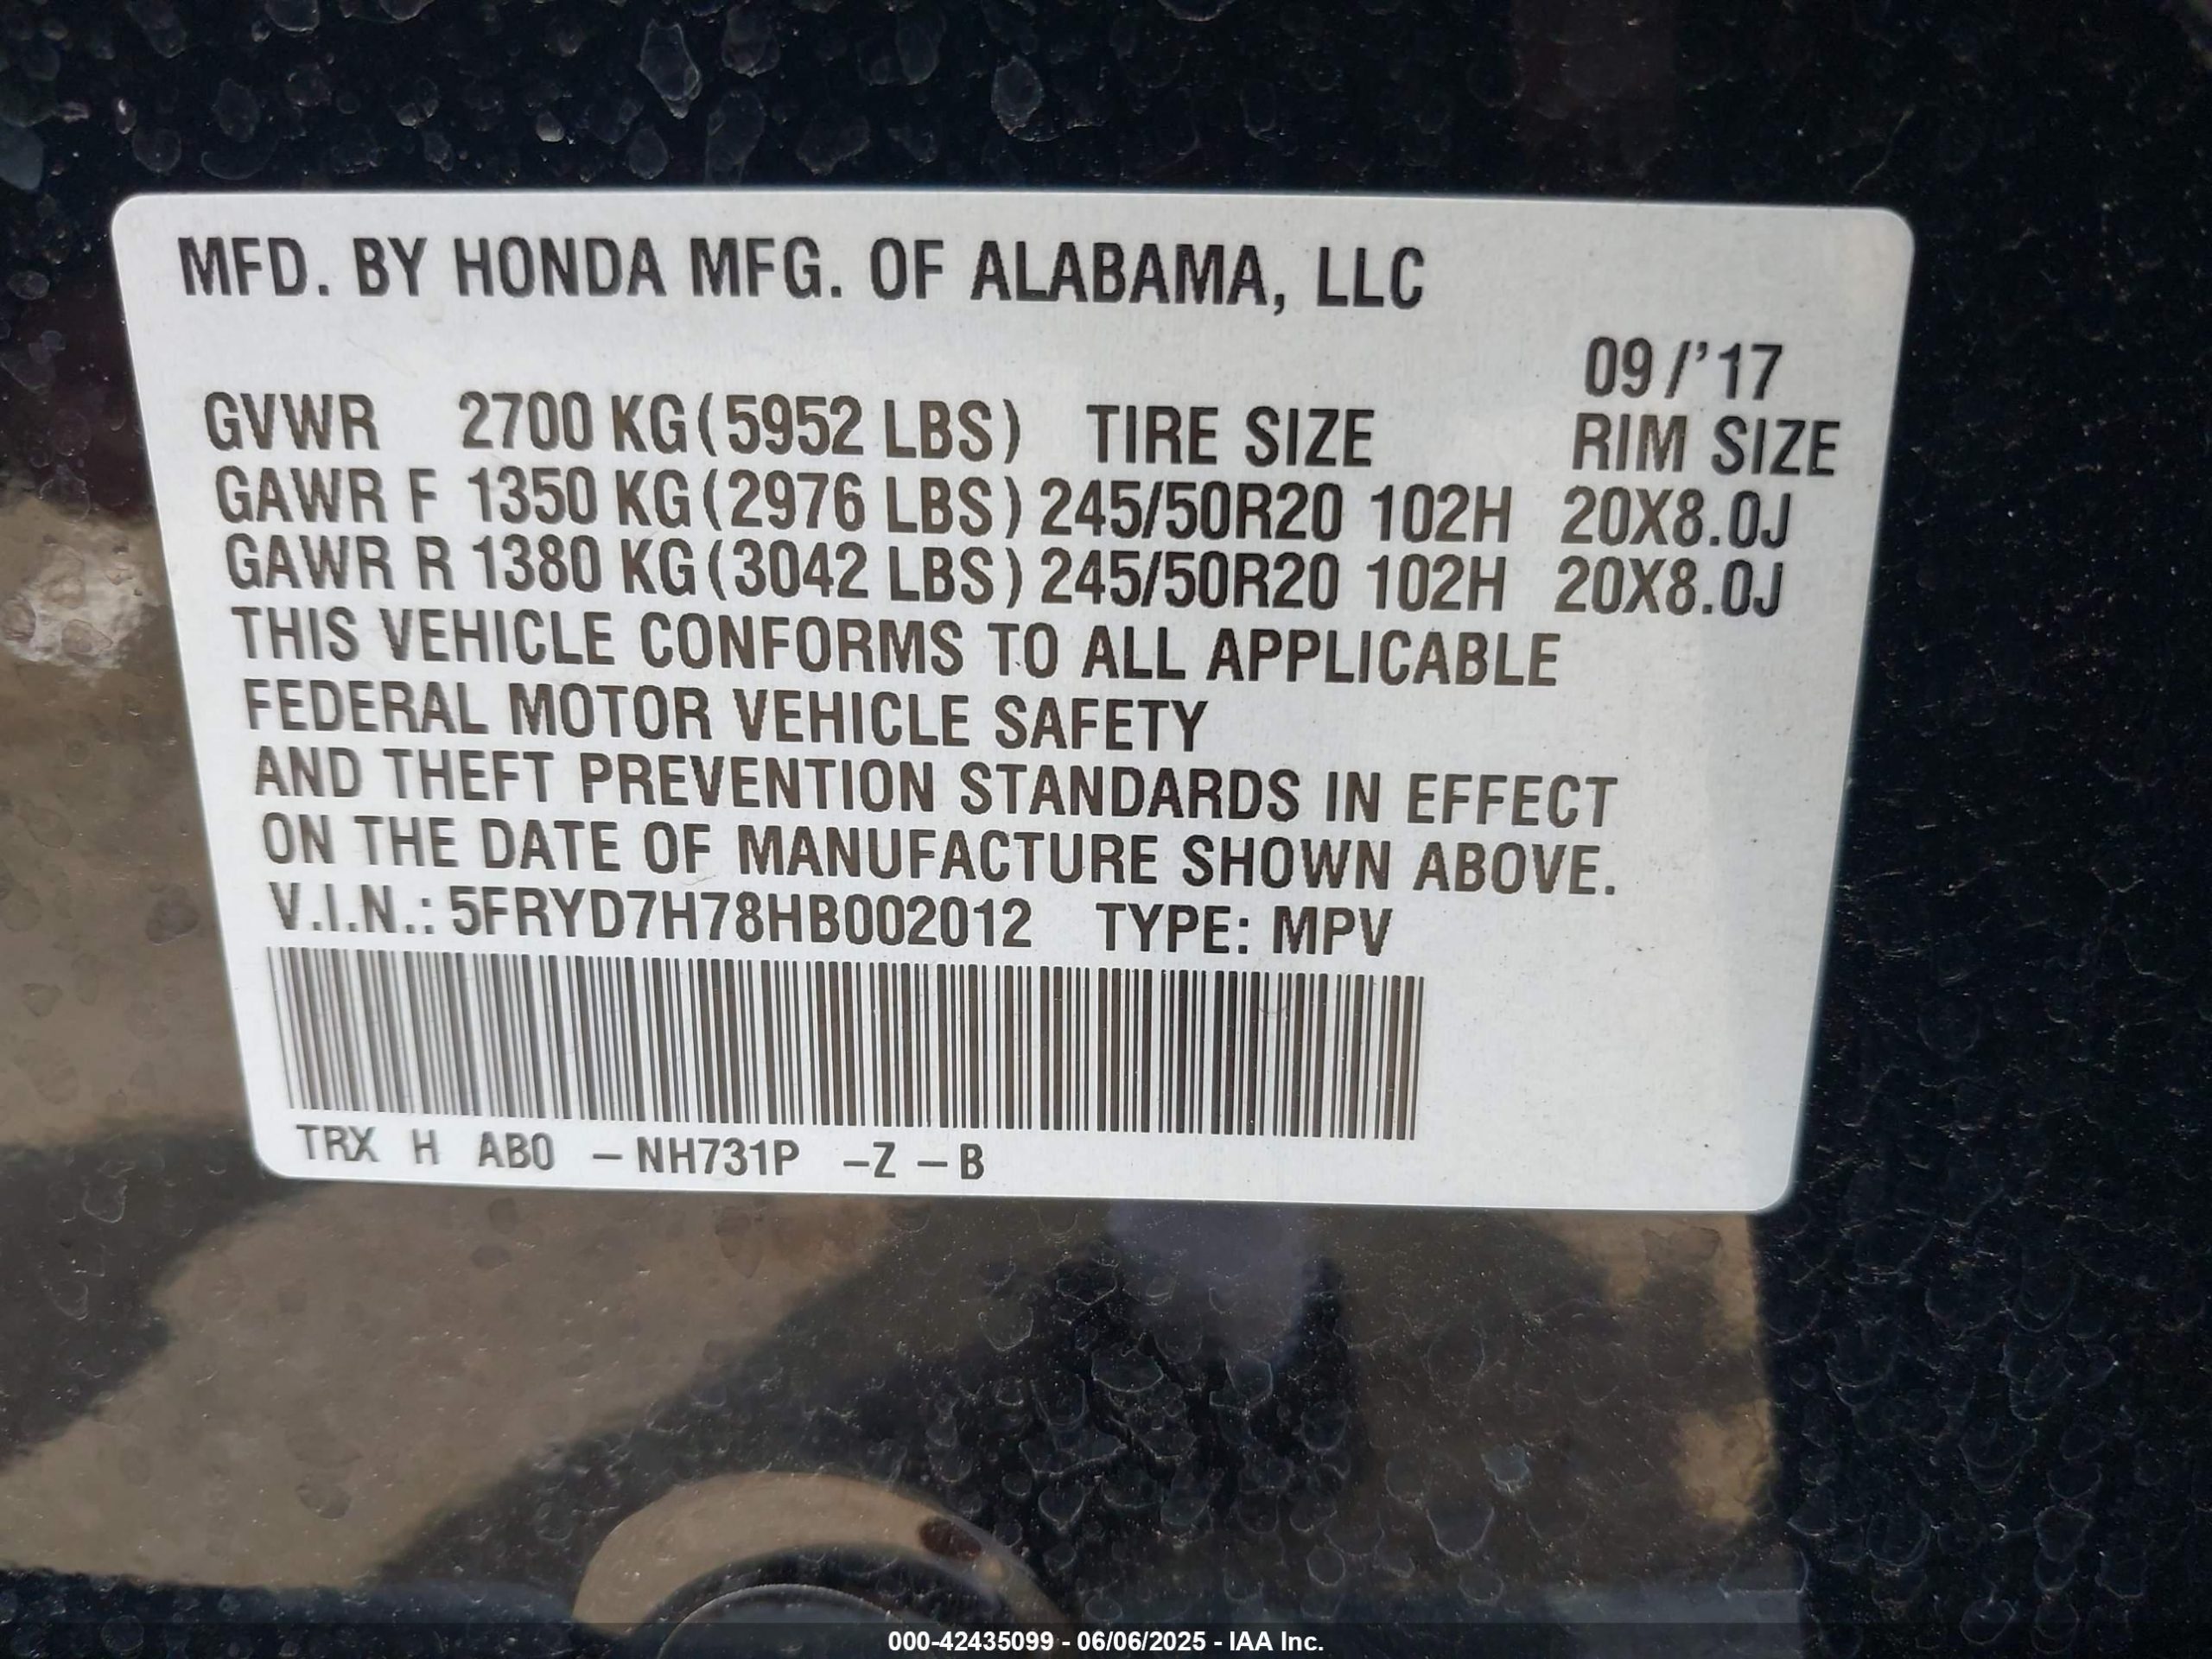 MFD. BY HONDA MFG. OF ALABAMA, LLC
09/'17
GVWR 2700 KG(5952 LBS) TIRE SIZE RIM SIZE
GAWR F 1350 KG(2976 LBS) 245/50R20 102H 20X8.0J
GAWR R 1380 KG(3042 LBS) 245/50R20 102H 20X8.0J
THIS VEHICLE CONFORMS TO ALL APPLICABLE
FEDERAL MOTOR VEHICLE SAFETY
AND THEFT PREVENTION STANDARDS IN EFFECT
ON THE DATE OF MANUFACTURE SHOWN ABOVE.
V.I.N.: 5FRYD7H78HB002012 TYPE: MPV
TRX H AB0 -NH731P -Z -B
000-42435099 - 06/06/2025 - IAA Inc.